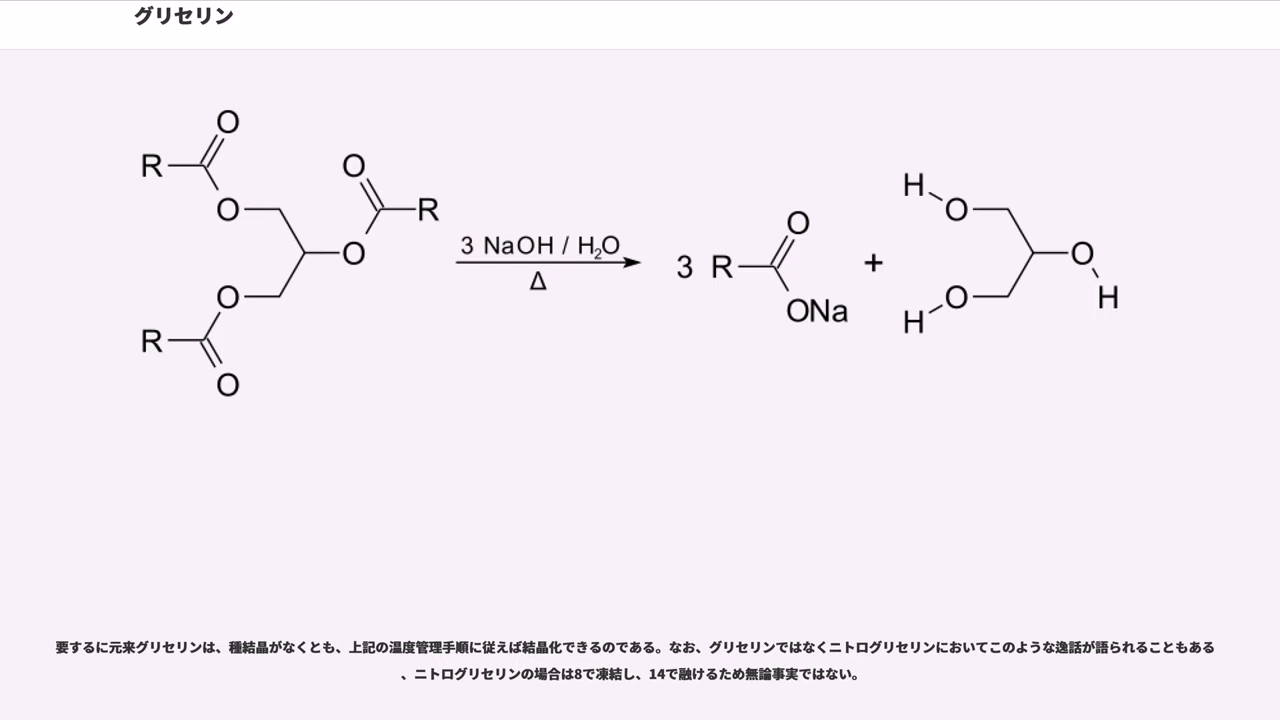 グリセリン
O
R
O
O
R
O
O
R
O
3 NaOH / H₂O
Δ
3 R
O
ONa
+
H
O
O
H
O
H
要するに元来グリセリンは、種結晶がなくとも、上記の温度管理手順に従えば結晶化できるのである。なお、グリセリンではなくニトログリセリンにおいてこのような逸話が語られることもある
、ニトログリセリンの場合は8で凍結し、14で融けるため無論事実ではない。